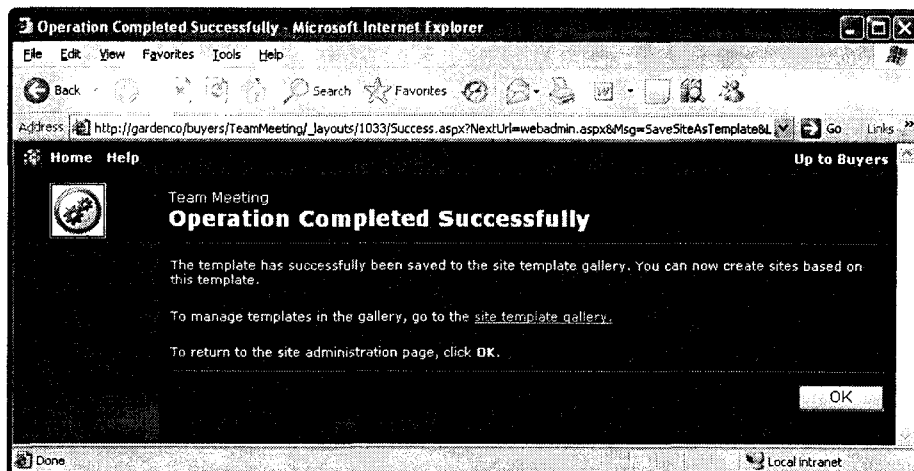 Operation Completed Successfully - Microsoft Internet Explorer
File Edit View Favorites Tools Help
Back Search Favorites
Address http://gardenco/buyers/TeamMeeting/_layouts/1033/Success.aspx?NextUrl=webadmin.aspx&Msg=SaveSiteAsTemplate&L Go Links »
Home Help Up to Buyers
Team Meeting
Operation Completed Successfully
The template has successfully been saved to the site template gallery. You can now create sites based on
this template.
To manage templates in the gallery, go to the site template gallery.
To return to the site administration page, click OK.
OK
Done Local intranet